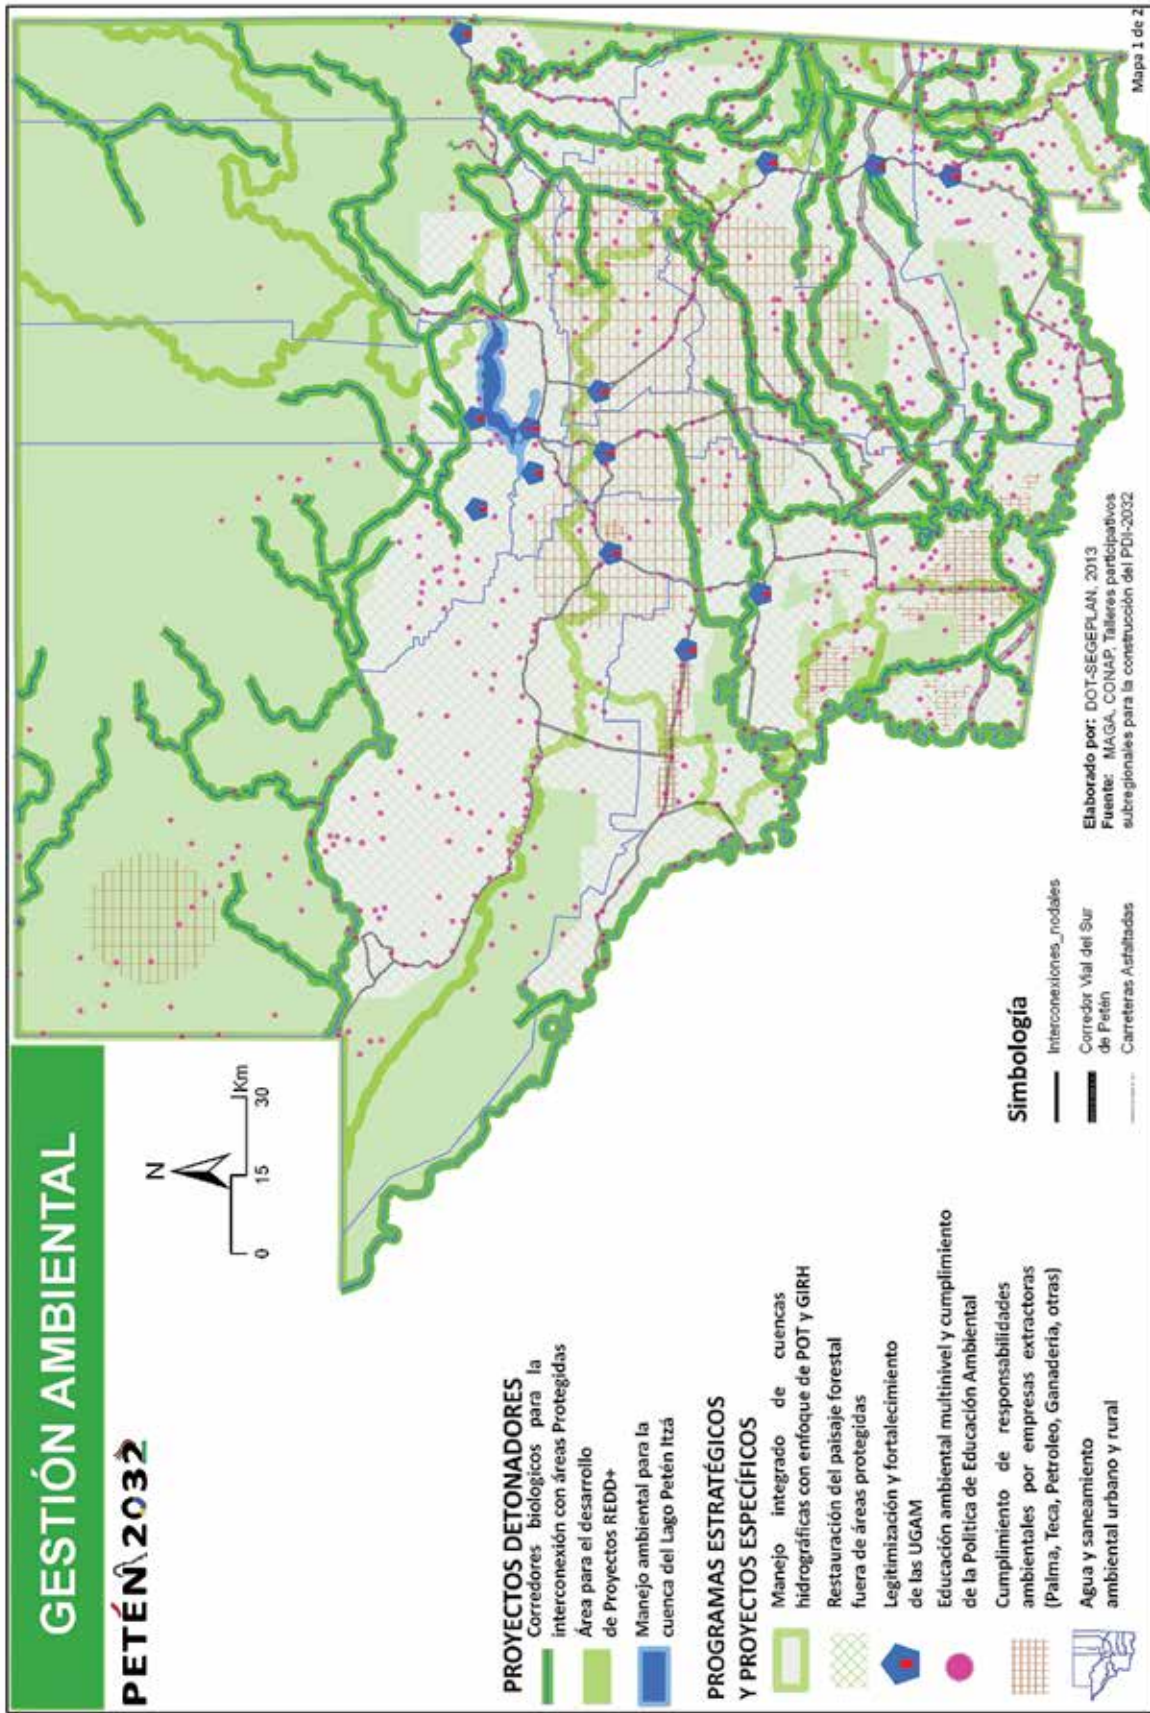 GESTIÓN AMBIENTAL
PETÉN 2032
N
0 15 30 Km
PROYECTOS DETONADORES
Corredores biologicos para la
interconexión con áreas Protegidas
Área para el desarrollo
de Proyectos REDD+
Manejo ambiental para la
cuenca del Lago Petén Itzá
PROGRAMAS ESTRATÉGICOS
Y PROYECTOS ESPECÍFICOS
Manejo integrado de cuencas
hidrográficas con enfoque de POT y GIRH
Restauración del paisaje forestal
fuera de áreas protegidas
Legitimización y fortalecimiento
de las UGAM
Educación ambiental multinivel y cumplimiento
de la Política de Educación Ambiental
Cumplimiento de responsabilidades
ambientales por empresas extractoras
(Palma, Teca, Petroleo, Ganadería, otras)
Agua y saneamiento
ambiental urbano y rural
Simbología
Interconexiones_nodales
Corredor Vial del Sur
de Petén
Carreteras Asfaltadas
Elaborado por: DOT-SEGEPLAN, 2013
Fuente: MAGA, CONAP, Talleres participativos
subregionales para la construcción del PDI-2032
Mapa 1 de 2